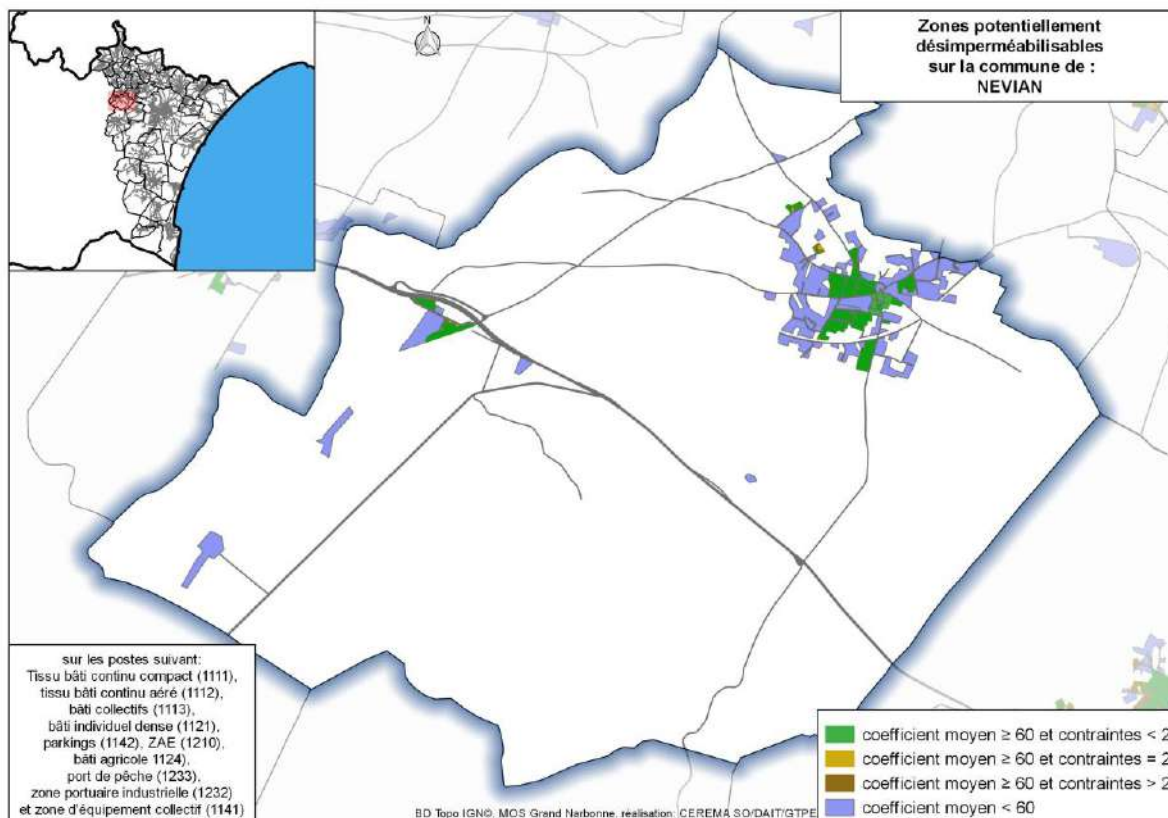 N
Zones potentiellement
désimperméabilisables
sur la commune de :
NEVIAN
sur les postes suivant:
Tissu bâti continu compact (1111),
tissu bâti continu aéré (1112),
bâti collectifs (1113),
bâti individuel dense (1121),
parkings (1142), ZAE (1210),
bâti agricole 1124),
port de pêche (1233),
zone portuaire industrielle (1232)
et zone d'équipement collectif (1141)
coefficient moyen ≥ 60 et contraintes < 2
coefficient moyen ≥ 60 et contraintes = 2
coefficient moyen ≥ 60 et contraintes > 2
coefficient moyen < 60
BD Topo IGN©, MOS Grand Narbonne, réalisation: CEREMA SO/DAIT/GTPE